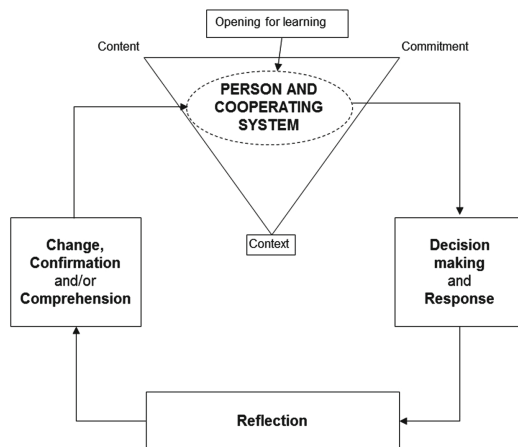 Opening for learning
Content
Commitment
PERSON AND
COOPERATING
SYSTEM
Context
Change,
Confirmation
and/or
Comprehension
Decision
making
and
Response
Reflection